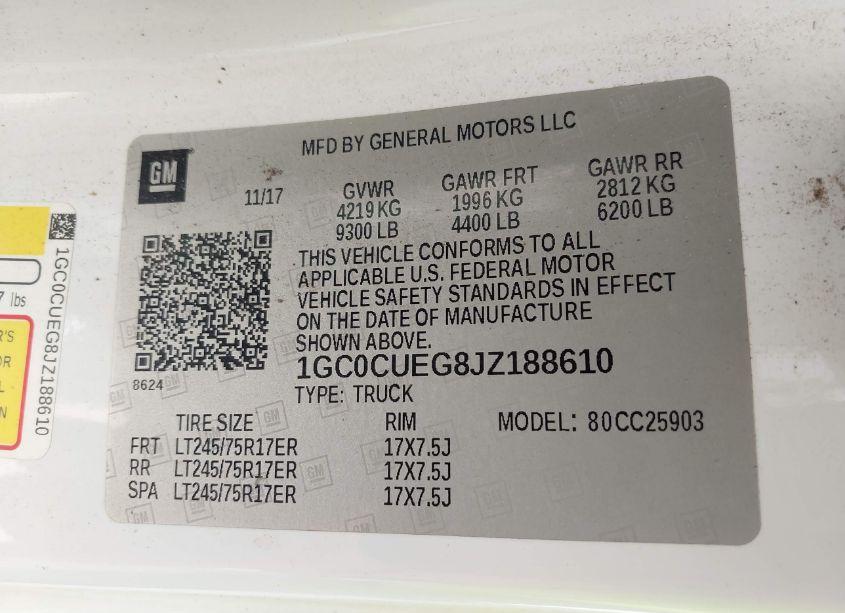 MFD BY GENERAL MOTORS LLC
GM
11/17
GVWR
4219 KG
9300 LB
GAWR FRT
1996 KG
4400 LB
GAWR RR
2812 KG
6200 LB
THIS VEHICLE CONFORMS TO ALL
APPLICABLE U.S. FEDERAL MOTOR
VEHICLE SAFETY STANDARDS IN EFFECT
ON THE DATE OF MANUFACTURE
SHOWN ABOVE.
8624
1GC0CUEG8JZ188610
TYPE: TRUCK
TIRE SIZE RIM MODEL: 80CC25903
FRT LT245/75R17ER 17X7.5J
RR LT245/75R17ER 17X7.5J
SPA LT245/75R17ER 17X7.5J
1GC0CUEG8JZ188610
7 lbs